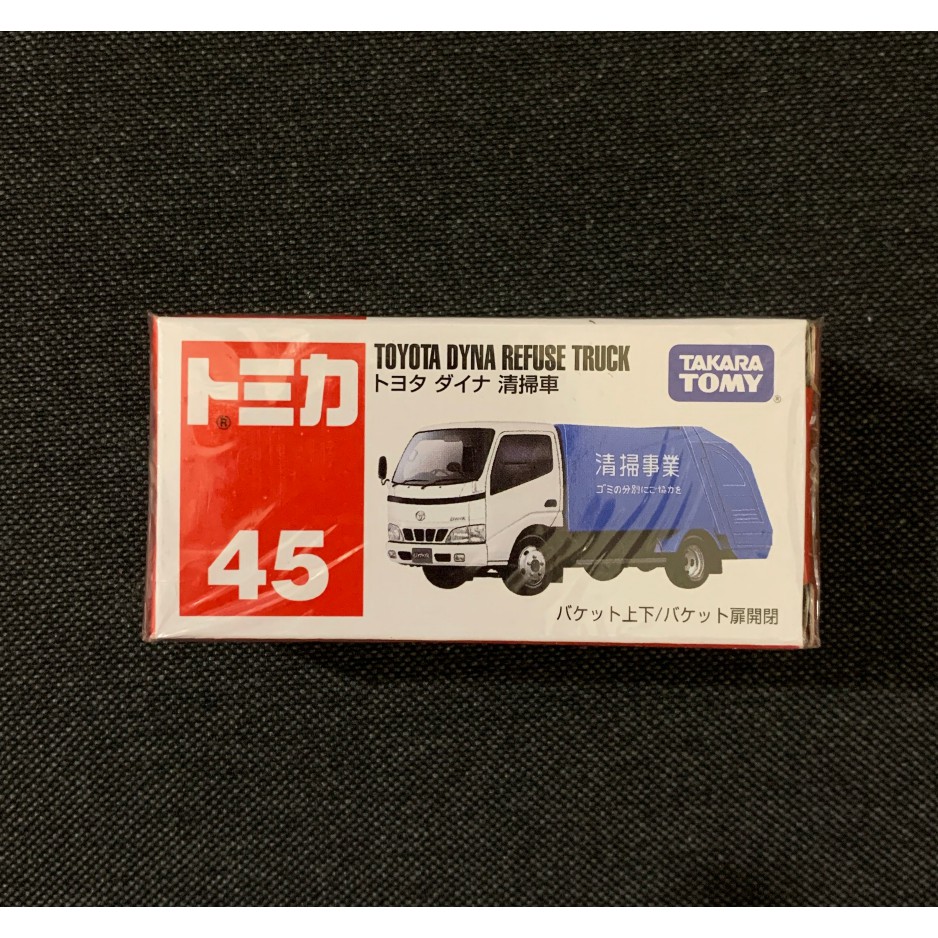 トミカ
®
45
TOYOTA DYNA REFUSE TRUCK
トヨタ ダイナ 清掃車
TAKARA
TOMY
®
清掃事業
ゴミの分別にご協力を
バケット上下/バケット扉開閉